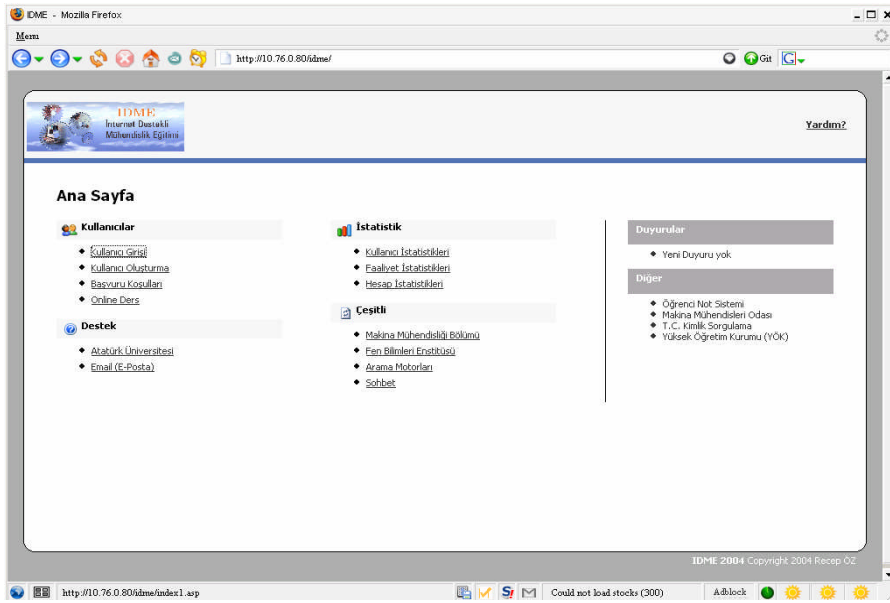 IDME - Mozilla Firefox
Menu
http://10.76.0.80/idme/
Git
G
IDME
İnternet Destekli
Mühendislik Eğitimi
Yardım?
Ana Sayfa
Kullanıcılar
Kullanıcı Girişi
Kullanıcı Oluşturma
Başvuru Koşulları
Online Ders
Destek
Atatürk Üniversitesi
Email (E-Posta)
İstatistik
Kullanıcı İstatistikleri
Faaliyet İstatistikleri
Hesap İstatistikleri
Çeşitli
Makina Mühendisliği Bölümü
Fen Bilimleri Enstitüsü
Arama Motorları
Sohbet
Duyurular
Yeni Duyuru yok
Diğer
Öğrenci Not Sistemi
Makina Mühendisleri Odası
T.C. Kimlik Sorgulama
Yüksek Öğretim Kurumu (YÖK)
IDME 2004 Copyright 2004 Recep ÖZ
http://10.76.0.80/idme/index1.asp
S!
Could not load stocks (300)
Adblock